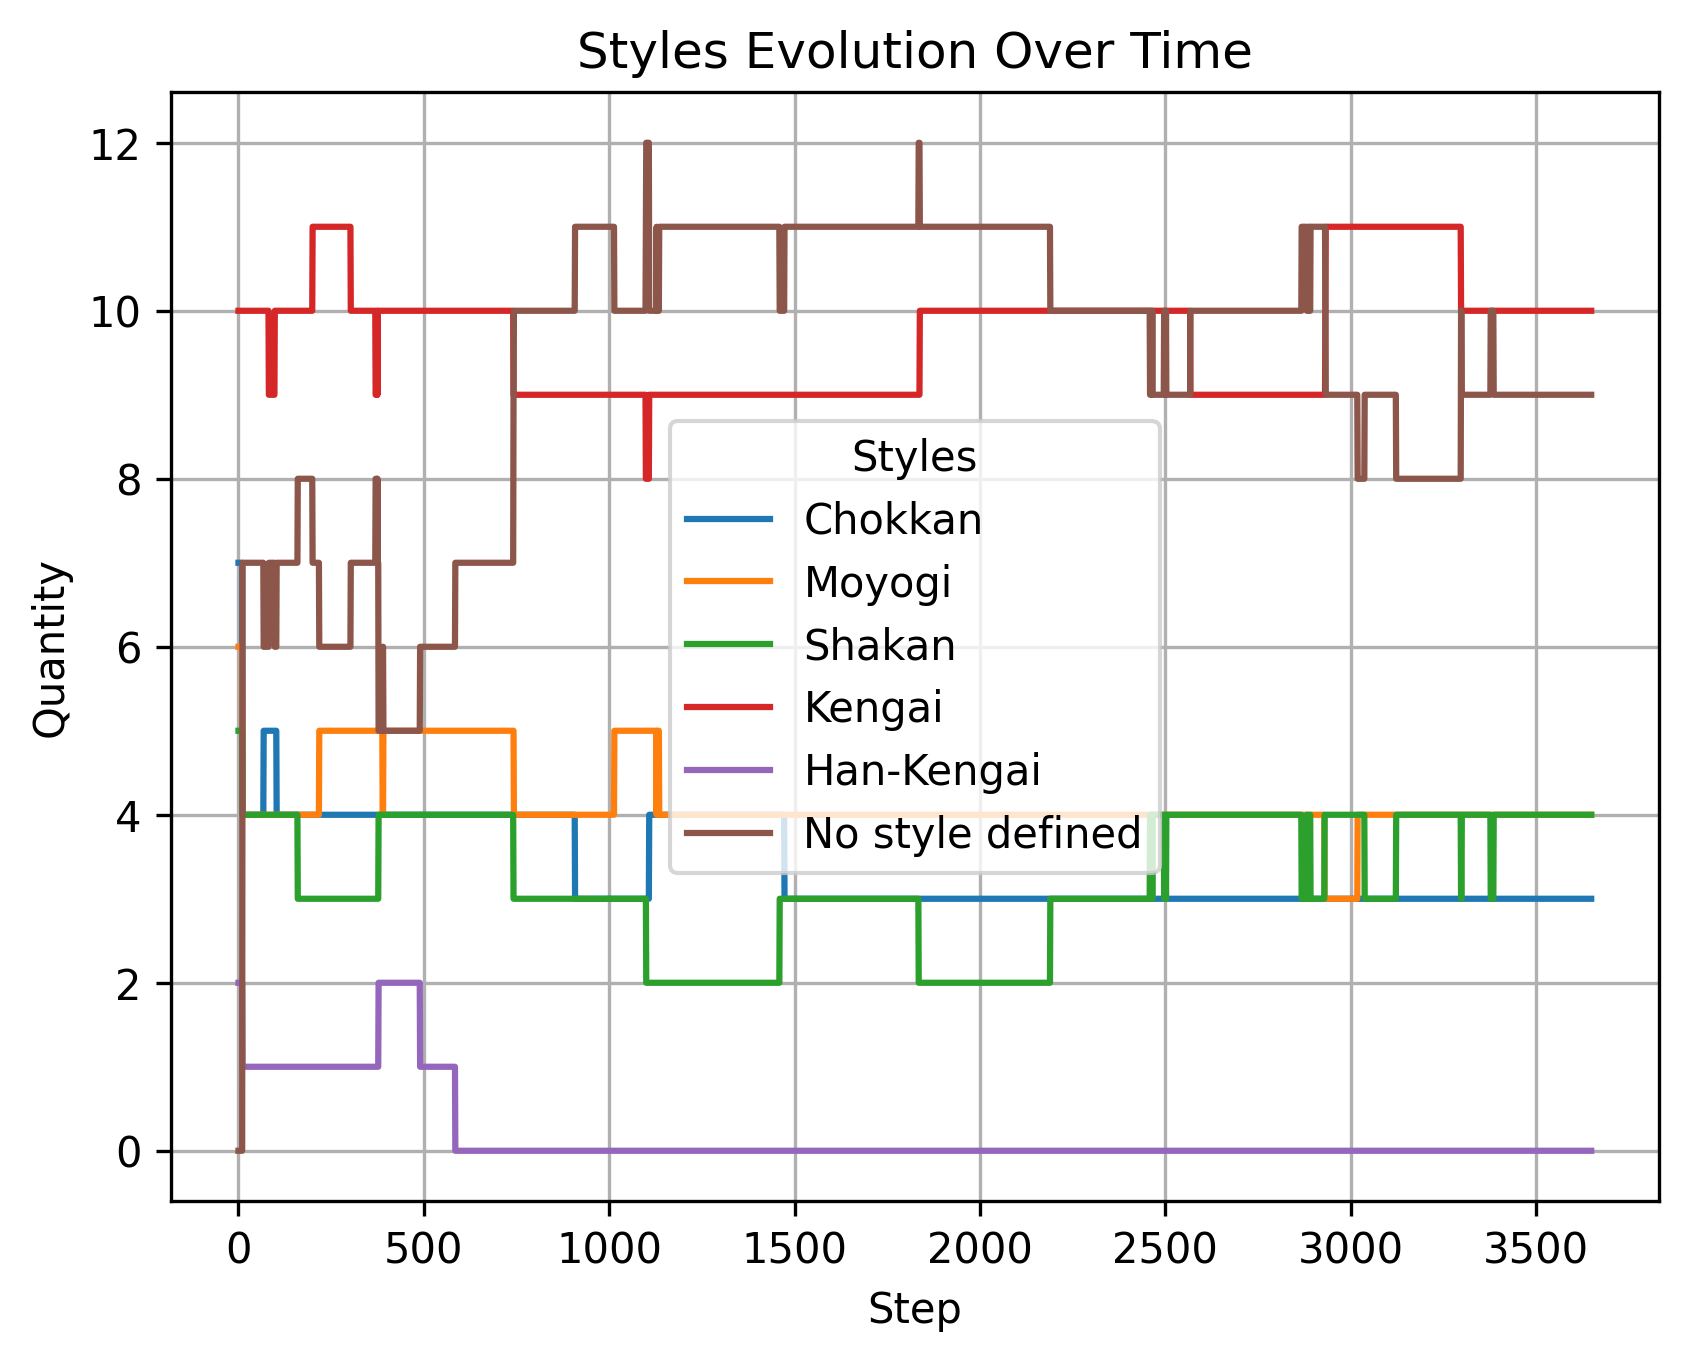 Styles Evolution Over Time
Quantity
12
10
8
6
4
2
0
Styles
Chokkan
Moyogi
Shakan
Kengai
Han-Kengai
No style defined
0 500 1000 1500 2000 2500 3000 3500
Step